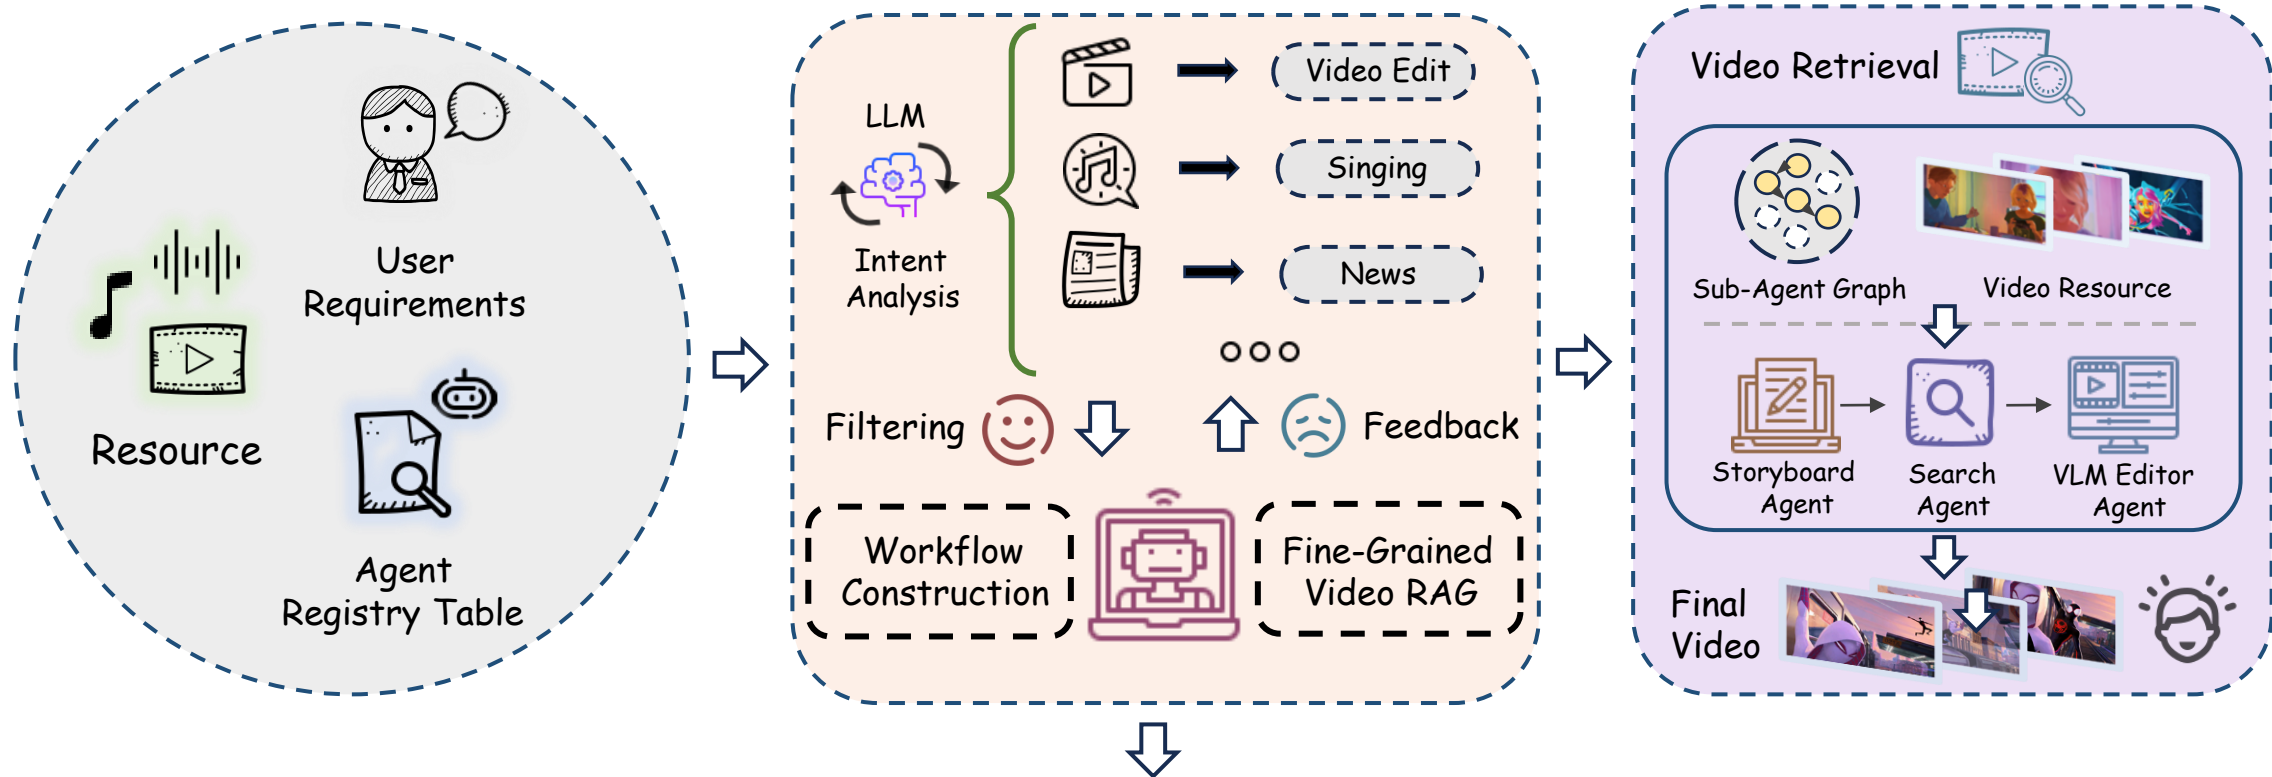 User
Requirements
Resource
Agent
Registry Table
LLM
Intent
Analysis
Video Edit
Singing
News
Filtering
Feedback
Workflow
Construction
Fine-Grained
Video RAG
Video Retrieval
Sub-Agent Graph
Video Resource
Storyboard
Agent
Search
Agent
VLM Editor
Agent
Final
Video